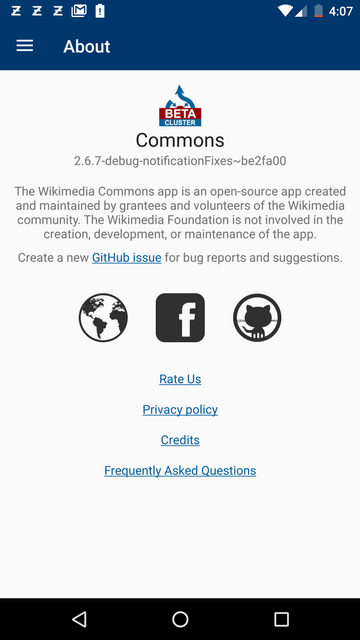 4:07
About
BETA
CLUSTER
Commons
2.6.7-debug-notificationFixes~be2fa00
The Wikimedia Commons app is an open-source app created
and maintained by grantees and volunteers of the Wikimedia
community. The Wikimedia Foundation is not involved in the
creation, development, or maintenance of the app.
Create a new GitHub issue for bug reports and suggestions.
Rate Us
Privacy policy
Credits
Frequently Asked Questions